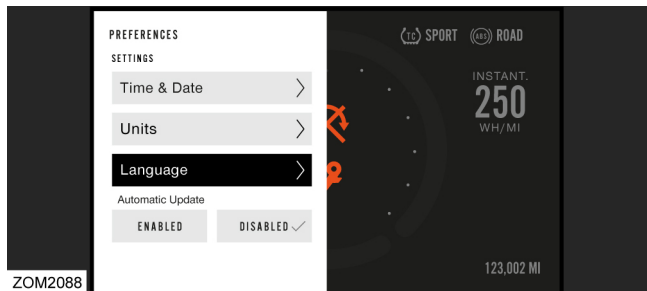 PREFERENCES
SETTINGS
Time & Date
Units
Language
Automatic Update
ENABLED DISABLED
TC SPORT ABS ROAD
INSTANT.
250
WH/MI
123,002 MI
ZOM2088